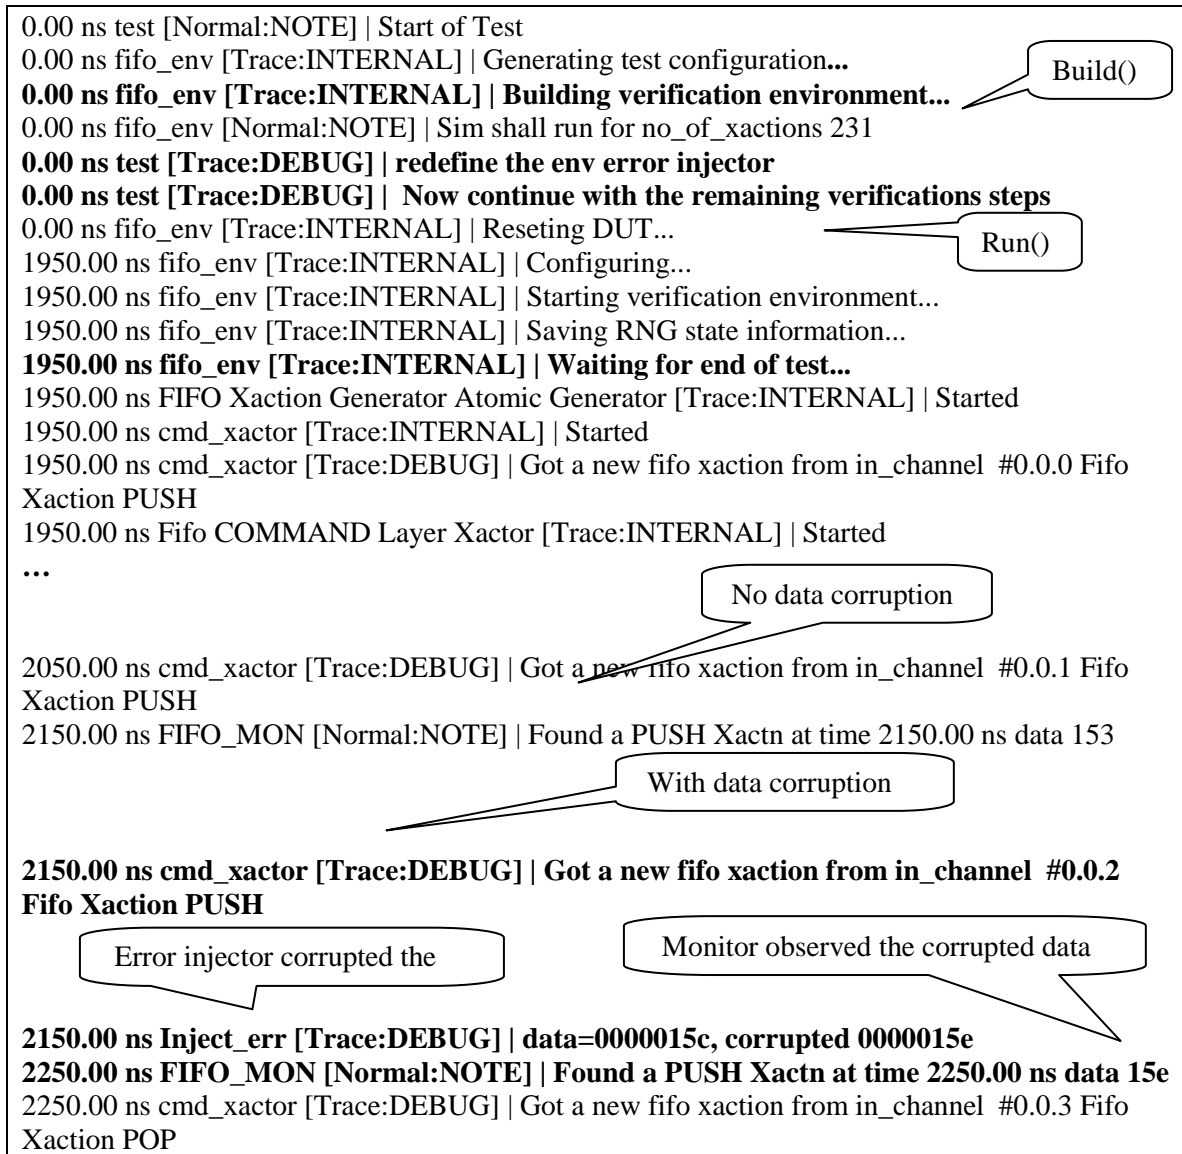 0.00 ns test [Normal:NOTE] | Start of Test
0.00 ns fifo_env [Trace:INTERNAL] | Generating test configuration...
Build()
0.00 ns fifo_env [Trace:INTERNAL] | Building verification environment...
0.00 ns fifo_env [Normal:NOTE] | Sim shall run for no_of_xactions 231
0.00 ns test [Trace:DEBUG] | redefine the env error injector
0.00 ns test [Trace:DEBUG] | Now continue with the remaining verifications steps
0.00 ns fifo_env [Trace:INTERNAL] | Reseting DUT...
Run()
1950.00 ns fifo_env [Trace:INTERNAL] | Configuring...
1950.00 ns fifo_env [Trace:INTERNAL] | Starting verification environment...
1950.00 ns fifo_env [Trace:INTERNAL] | Saving RNG state information...
1950.00 ns fifo_env [Trace:INTERNAL] | Waiting for end of test...
1950.00 ns FIFO Xaction Generator Atomic Generator [Trace:INTERNAL] | Started
1950.00 ns cmd_xactor [Trace:INTERNAL] | Started
1950.00 ns cmd_xactor [Trace:DEBUG] | Got a new fifo xaction from in_channel #0.0.0 Fifo
Xaction PUSH
1950.00 ns Fifo COMMAND Layer Xactor [Trace:INTERNAL] | Started
...
No data corruption
2050.00 ns cmd_xactor [Trace:DEBUG] | Got a new fifo xaction from in_channel #0.0.1 Fifo
Xaction PUSH
2150.00 ns FIFO_MON [Normal:NOTE] | Found a PUSH Xactn at time 2150.00 ns data 153
With data corruption
2150.00 ns cmd_xactor [Trace:DEBUG] | Got a new fifo xaction from in_channel #0.0.2
Fifo Xaction PUSH
Error injector corrupted the
Monitor observed the corrupted data
2150.00 ns Inject_err [Trace:DEBUG] | data=0000015c, corrupted 0000015e
2250.00 ns FIFO_MON [Normal:NOTE] | Found a PUSH Xactn at time 2250.00 ns data 15e
2250.00 ns cmd_xactor [Trace:DEBUG] | Got a new fifo xaction from in_channel #0.0.3 Fifo
Xaction POP